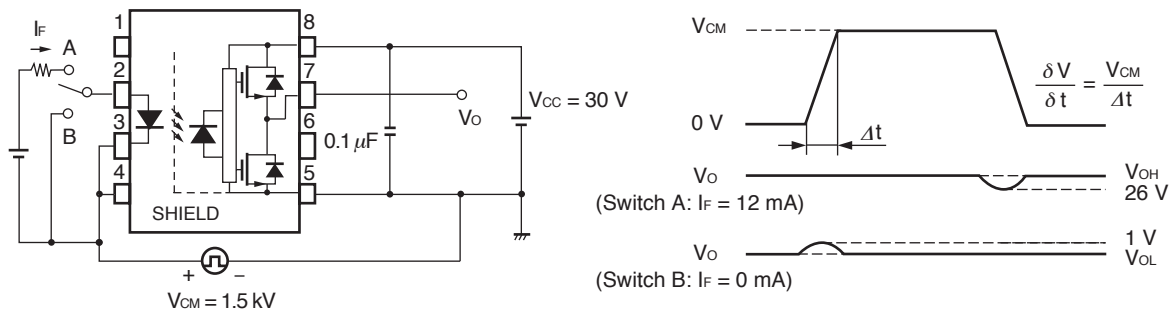 IF
A
B
1
2
3
4
8
7
6
5
SHIELD
0.1 μF
VO
VCC = 30 V
+
−
VCM = 1.5 kV
VCM
0 V
Δt
δV/δt = VCM/Δt
VO
(Switch A: IF = 12 mA)
VOH
26 V
VO
(Switch B: IF = 0 mA)
1 V
VOL